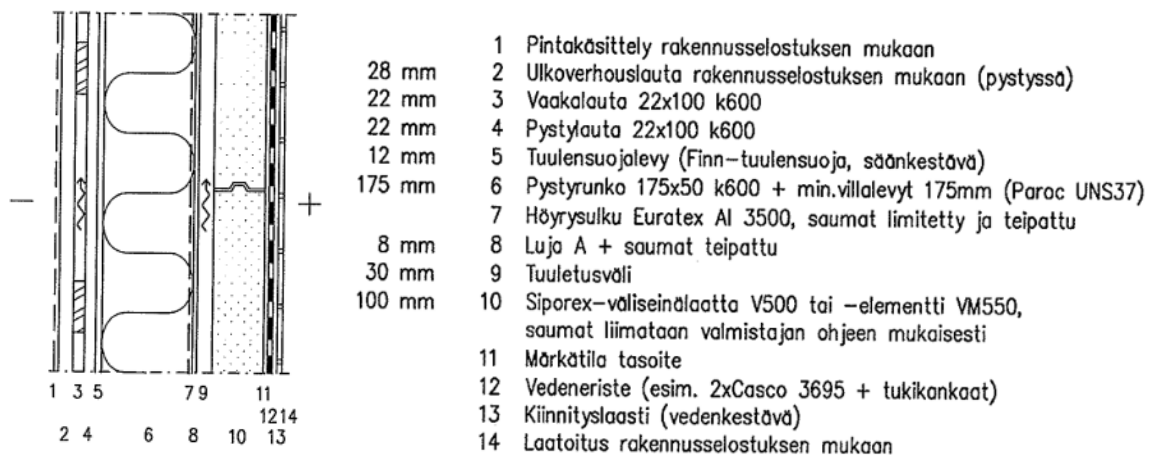 1 Pintakäsittely rakennusselostuksen mukaan
28 mm 2 Ulkoverhouslauta rakennusselostuksen mukaan (pystyssä)
22 mm 3 Vaakalauta 22x100 k600
22 mm 4 Pystylauta 22x100 k600
12 mm 5 Tuulensuojalevy (Finn-tuulensuoja, säänkestävä)
175 mm 6 Pystyrunko 175x50 k600 + min.villalevyt 175mm (Paroc UNS37)
7 Höyrysulku Euratex Al 3500, saumat limitetty ja teipattu
8 mm 8 Luja A + saumat teipattu
30 mm 9 Tuuletusväli
100 mm 10 Siporex-väliseinälaatta V500 tai -elementti VM550,
saumat liimataan valmistajan ohjeen mukaisesti
11 Märkätila tasoite
12 Vedeneriste (esim. 2xCasco 3695 + tukikankaat)
13 Kiinnityslaasti (vedenkestävä)
14 Laatoitus rakennusselostuksen mukaan
− +
1 3 5 7 9 11
12 14
2 4 6 8 10 13